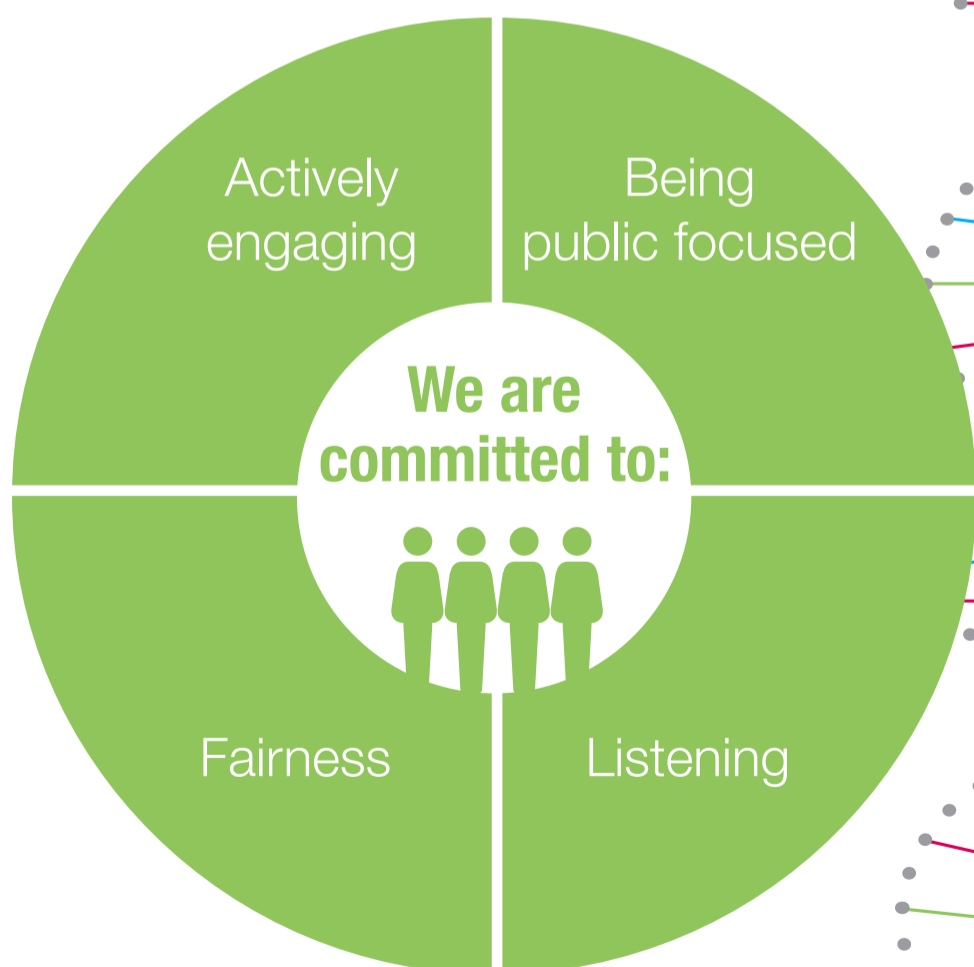 Actively
engaging
Being
public focused
We are
committed to:
Fairness
Listening